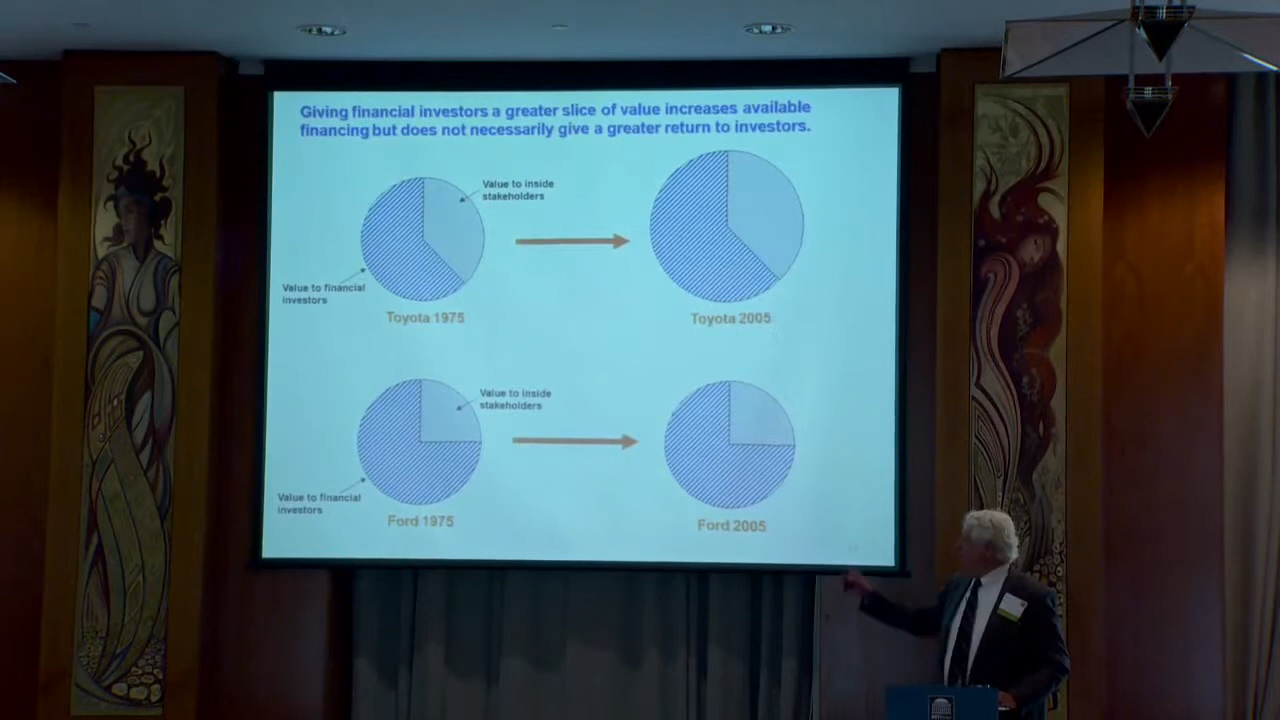 Giving financial investors a greater slice of value increases available
financing but does not necessarily give a greater return to investors.
Value to inside
stakeholders
Value to financial
investors
Toyota 1975
Toyota 2005
Value to inside
stakeholders
Value to financial
investors
Ford 1975
Ford 2005